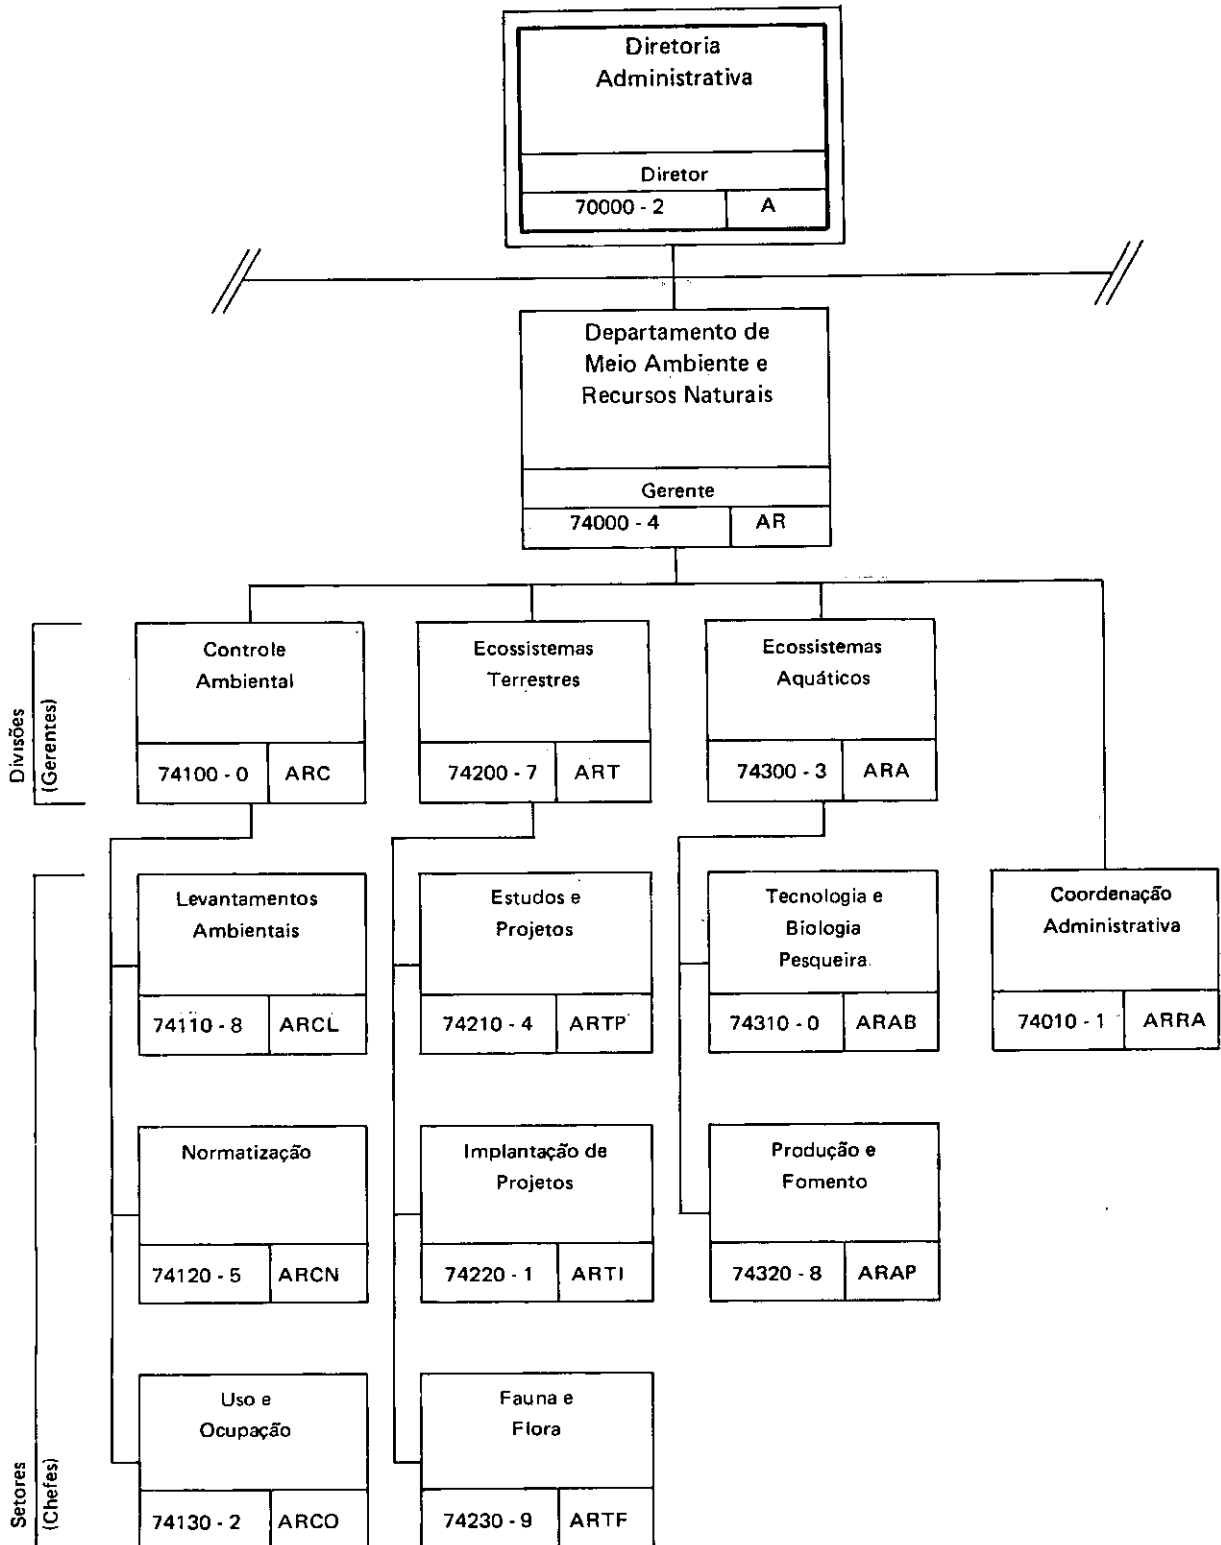 Diretoria
Administrativa
Diretor
70000 - 2 A
Departamento de
Meio Ambiente e
Recursos Naturais
Gerente
74000 - 4 AR
Divisões
(Gerentes)
Controle
Ambiental
74100 - 0 ARC
Ecossistemas
Terrestres
74200 - 7 ART
Ecossistemas
Aquáticos
74300 - 3 ARA
Setores
(Chefes)
Levantamentos
Ambientais
74110 - 8 ARCL
Estudos e
Projetos
74210 - 4 ARTP
Tecnologia e
Biologia
Pesqueira
74310 - 0 ARAB
Coordenação
Administrativa
74010 - 1 ARRA
Normatização
74120 - 5 ARCN
Implantação de
Projetos
74220 - 1 ARTI
Produção e
Fomento
74320 - 8 ARAP
Uso e
Ocupação
74130 - 2 ARCO
Fauna e
Flora
74230 - 9 ARTF